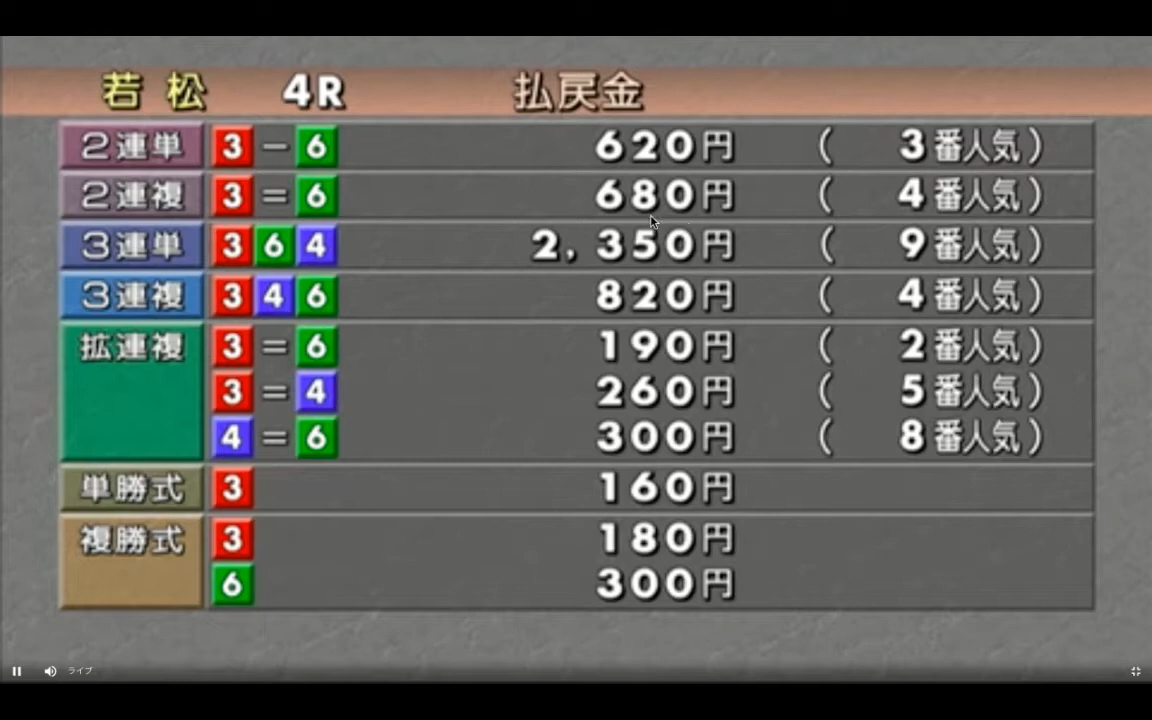 若松 4R 払戻金
2連単 3-6 620円 ( 3番人気)
2連複 3=6 680円 ( 4番人気)
3連単 3 6 4 2,350円 ( 9番人気)
3連複 3 4 6 820円 ( 4番人気)
拡連複 3=6 190円 ( 2番人気)
3=4 260円 ( 5番人気)
4=6 300円 ( 8番人気)
単勝式 3 160円
複勝式 3 180円
6 300円
ライブ